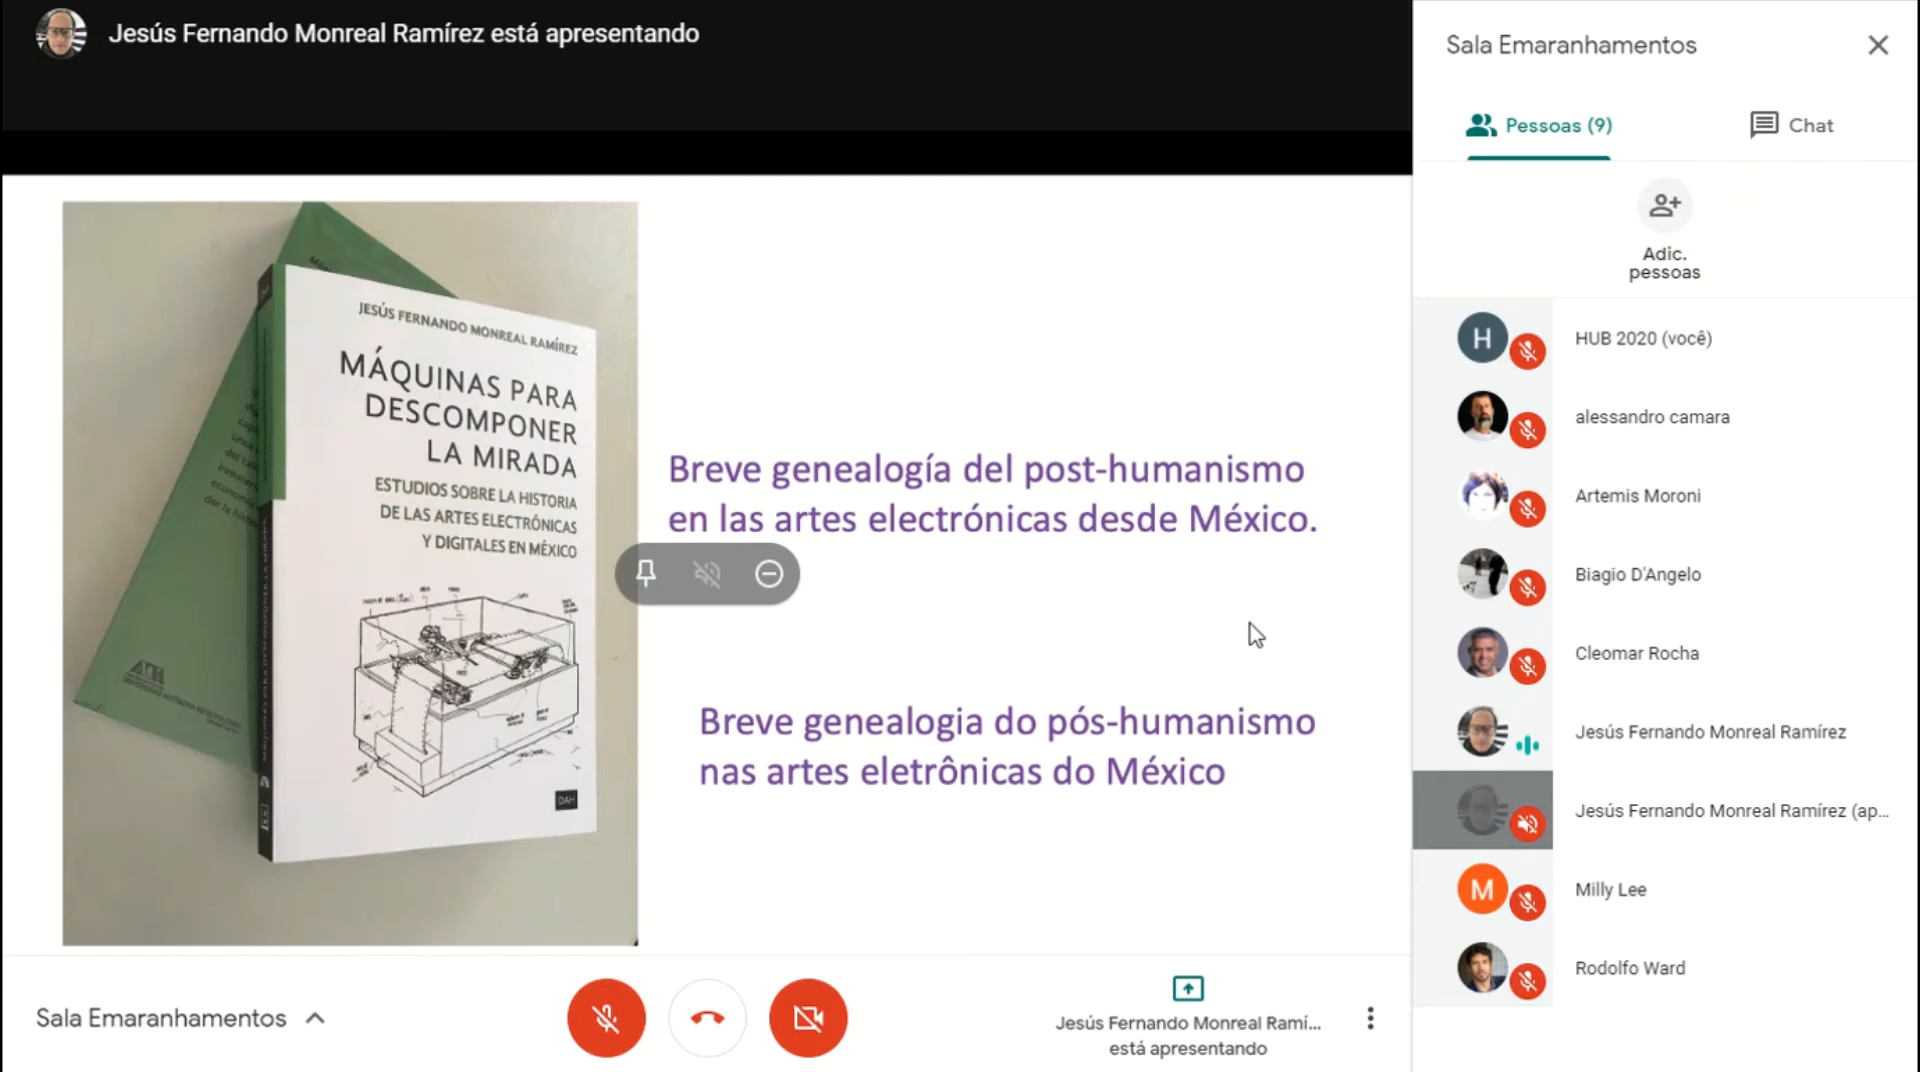 Jesús Fernando Monreal Ramírez está apresentando
JESÚS FERNANDO MONREAL RAMÍREZ
MÁQUINAS PARA
DESCOMPONER
LA MIRADA
ESTUDIOS SOBRE LA HISTORIA
DE LAS ARTES ELECTRÓNICAS
Y DIGITALES EN MÉXICO
DAH
Breve genealogía del post-humanismo
en las artes electrónicas desde México.
Breve genealogia do pós-humanismo
nas artes eletrônicas do México
Sala Emaranhamentos
Jesús Fernando Monreal Ramí...
está apresentando
Sala Emaranhamentos
Pessoas (9)
Chat
Adic.
pessoas
H
HUB 2020 (você)
alessandro camara
Artemis Moroni
Biagio D'Angelo
Cleomar Rocha
Jesús Fernando Monreal Ramírez
Jesús Fernando Monreal Ramírez (ap...
M
Milly Lee
Rodolfo Ward